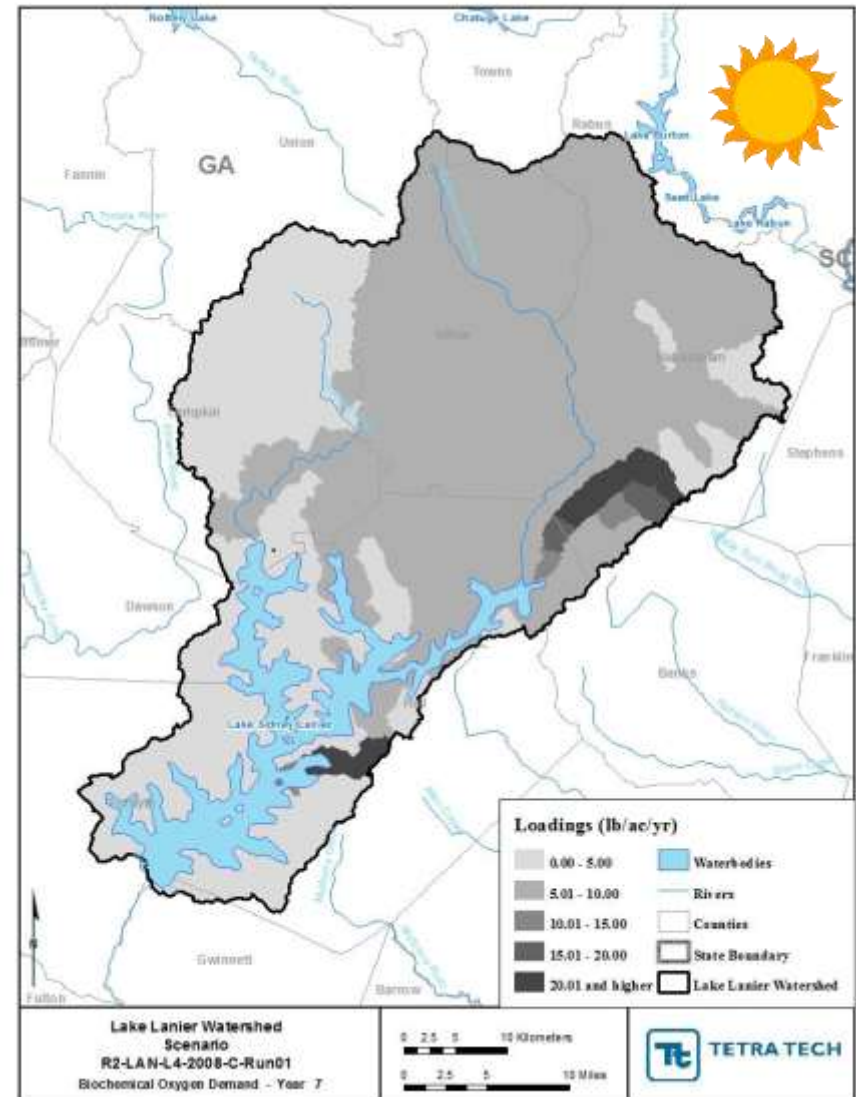 Nottely Lake
Chatuge Lake
Towns
Rabun
Lake Burton
Union
GA
Fannin
Seed Lake
Lake Rabun
SC
Toccoa River
Habersham
Lumpkin
Stephens
Dawson
Franklin
Banks
Lake Sidney Lanier
Forsyth
Gwinnett
Barrow
Fulton
N
Loadings (lb/ac/yr)
0.00 - 5.00
5.01 - 10.00
10.01 - 15.00
15.01 - 20.00
20.01 and higher
Waterbodies
Rivers
Counties
State Boundary
Lake Lanier Watershed
Lake Lanier Watershed
Scenario
R2-LAN-L4-2008-C-Run01
Biochemical Oxygen Demand - Year 7
0 2.5 5 10 Kilometers
0 2.5 5 10 Miles
Tt
TETRA TECH